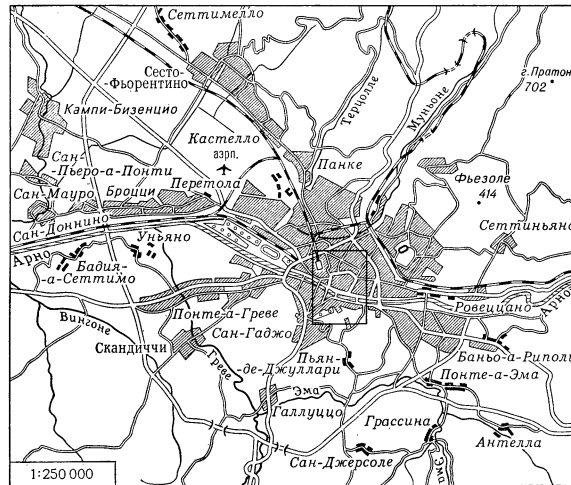 Сеттимелло
Сесто-
-Фьорентино
г. Пратоне
702
Кампи-Бизенцио
Терцолле
Муньоне
Кастелло
аэрп.
Сан-
-Пьеро-а-Понти
Панке
Фьезоле
414
Перетола
Броцци
Сан-Мауро
Сеттиньяно
Сан-Доннино
Уньяно
Арно
Бадия-
-а-Сеттимо
Арно
Ровеццано
Понте-а-Греве
Вингоне
Сан-Гаджо
Скандиччи
Греве
Пьян-
-де-Джуллари
Баньо-а-Риполи
Понте-а-Эма
Эма
Галлуццо
Грассина
Антелла
Сан-Джерсоле
Эма
1:250 000